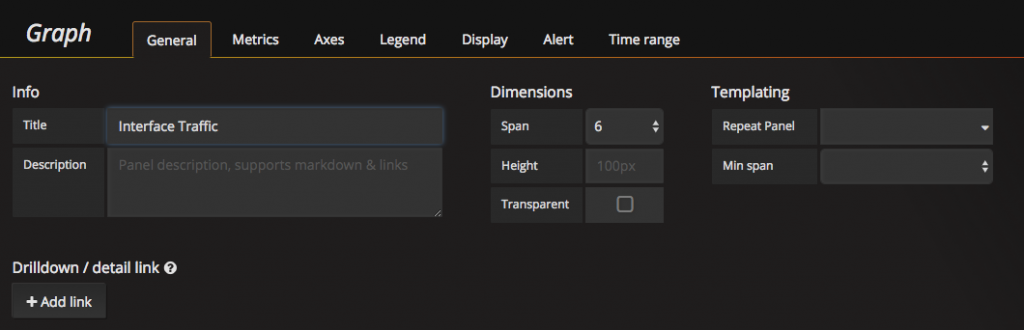 Graph
General Metrics Axes Legend Display Alert Time range
Info
Title Interface Traffic
Description Panel description, supports markdown & links
Dimensions
Span 6
Height 100px
Transparent
Templating
Repeat Panel
Min span
Drilldown / detail link ?
+ Add link